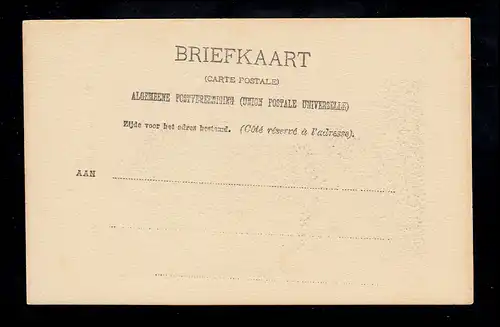 BRIEFKAART
(CARTE POSTALE)
ALGEMEENE POSTVEREENIGING (UNION POSTALE UNIVERSELLE)
Zijde voor het adres bestemd. (Côté réservé à l'adresse).
AAN